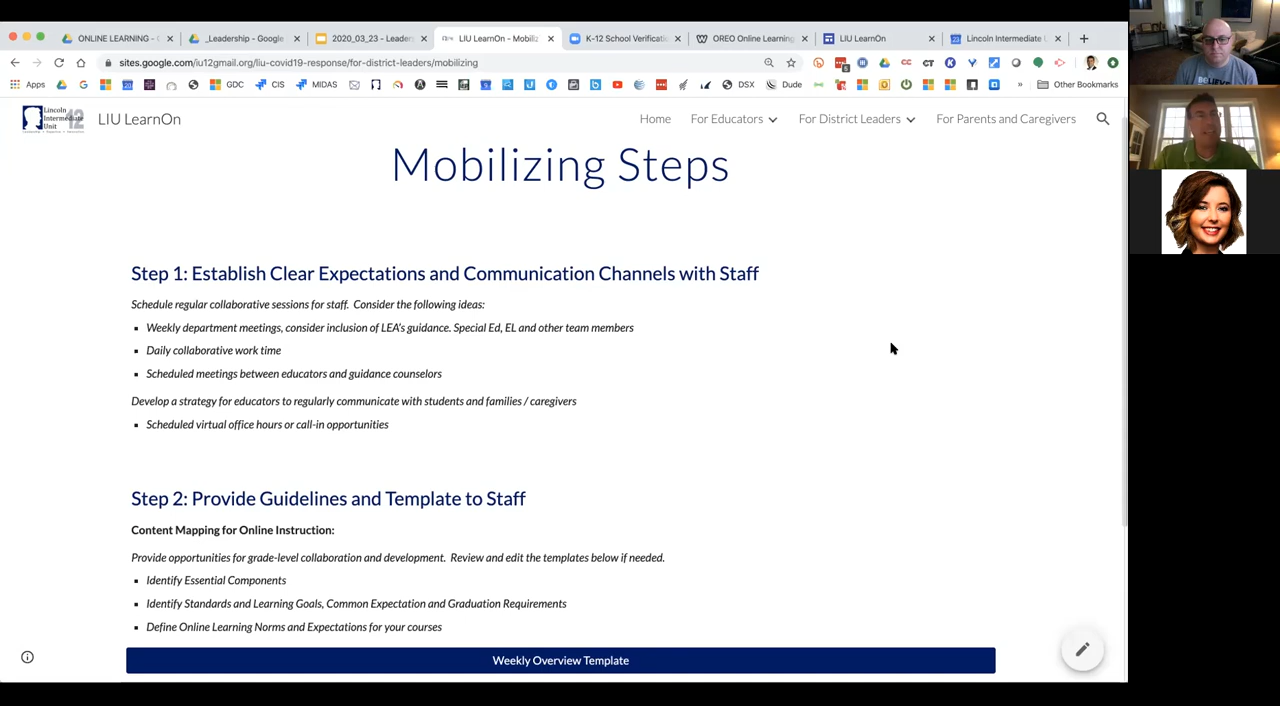 ONLINE LEARNING - G
_Leadership - Google
2020_03_23 - Leader
LIU LearnOn - Mobiliz
K-12 School Verificati
OREO Online Learning
LIU LearnOn
Lincoln Intermediate U
sites.google.com/iu12gmail.org/liu-covid19-response/for-district-leaders/mobilizing
Apps
GDC
CIS
MIDAS
DSX
Dude
»
Other Bookmarks
Lincoln
Intermediate
Unit
12
LIU LearnOn
Home
For Educators
For District Leaders
For Parents and Caregivers
Mobilizing Steps
Step 1: Establish Clear Expectations and Communication Channels with Staff
Schedule regular collaborative sessions for staff. Consider the following ideas:
▪ Weekly department meetings, consider inclusion of LEA's guidance. Special Ed, EL and other team members
▪ Daily collaborative work time
▪ Scheduled meetings between educators and guidance counselors
Develop a strategy for educators to regularly communicate with students and families / caregivers
▪ Scheduled virtual office hours or call-in opportunities
Step 2: Provide Guidelines and Template to Staff
Content Mapping for Online Instruction:
Provide opportunities for grade-level collaboration and development. Review and edit the templates below if needed.
▪ Identify Essential Components
▪ Identify Standards and Learning Goals, Common Expectation and Graduation Requirements
▪ Define Online Learning Norms and Expectations for your courses
Weekly Overview Template
BELIEVE